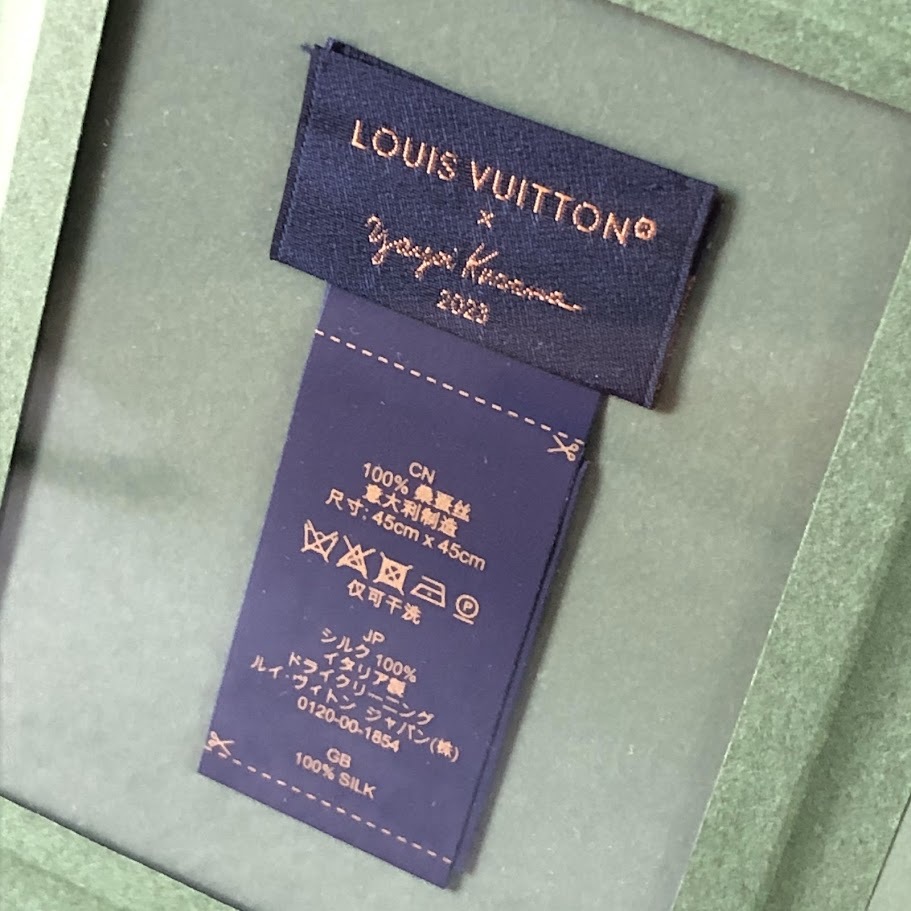 LOUIS VUITTON®
x
Yayoi Kusama
2023
CN
100% 桑蚕丝
意大利制造
尺寸: 45cm x 45cm
P
仅可干洗
JP
シルク 100%
イタリア製
ドライクリーニング
ルイ･ヴィトン ジャパン(株)
0120-00-1854
GB
100% SILK